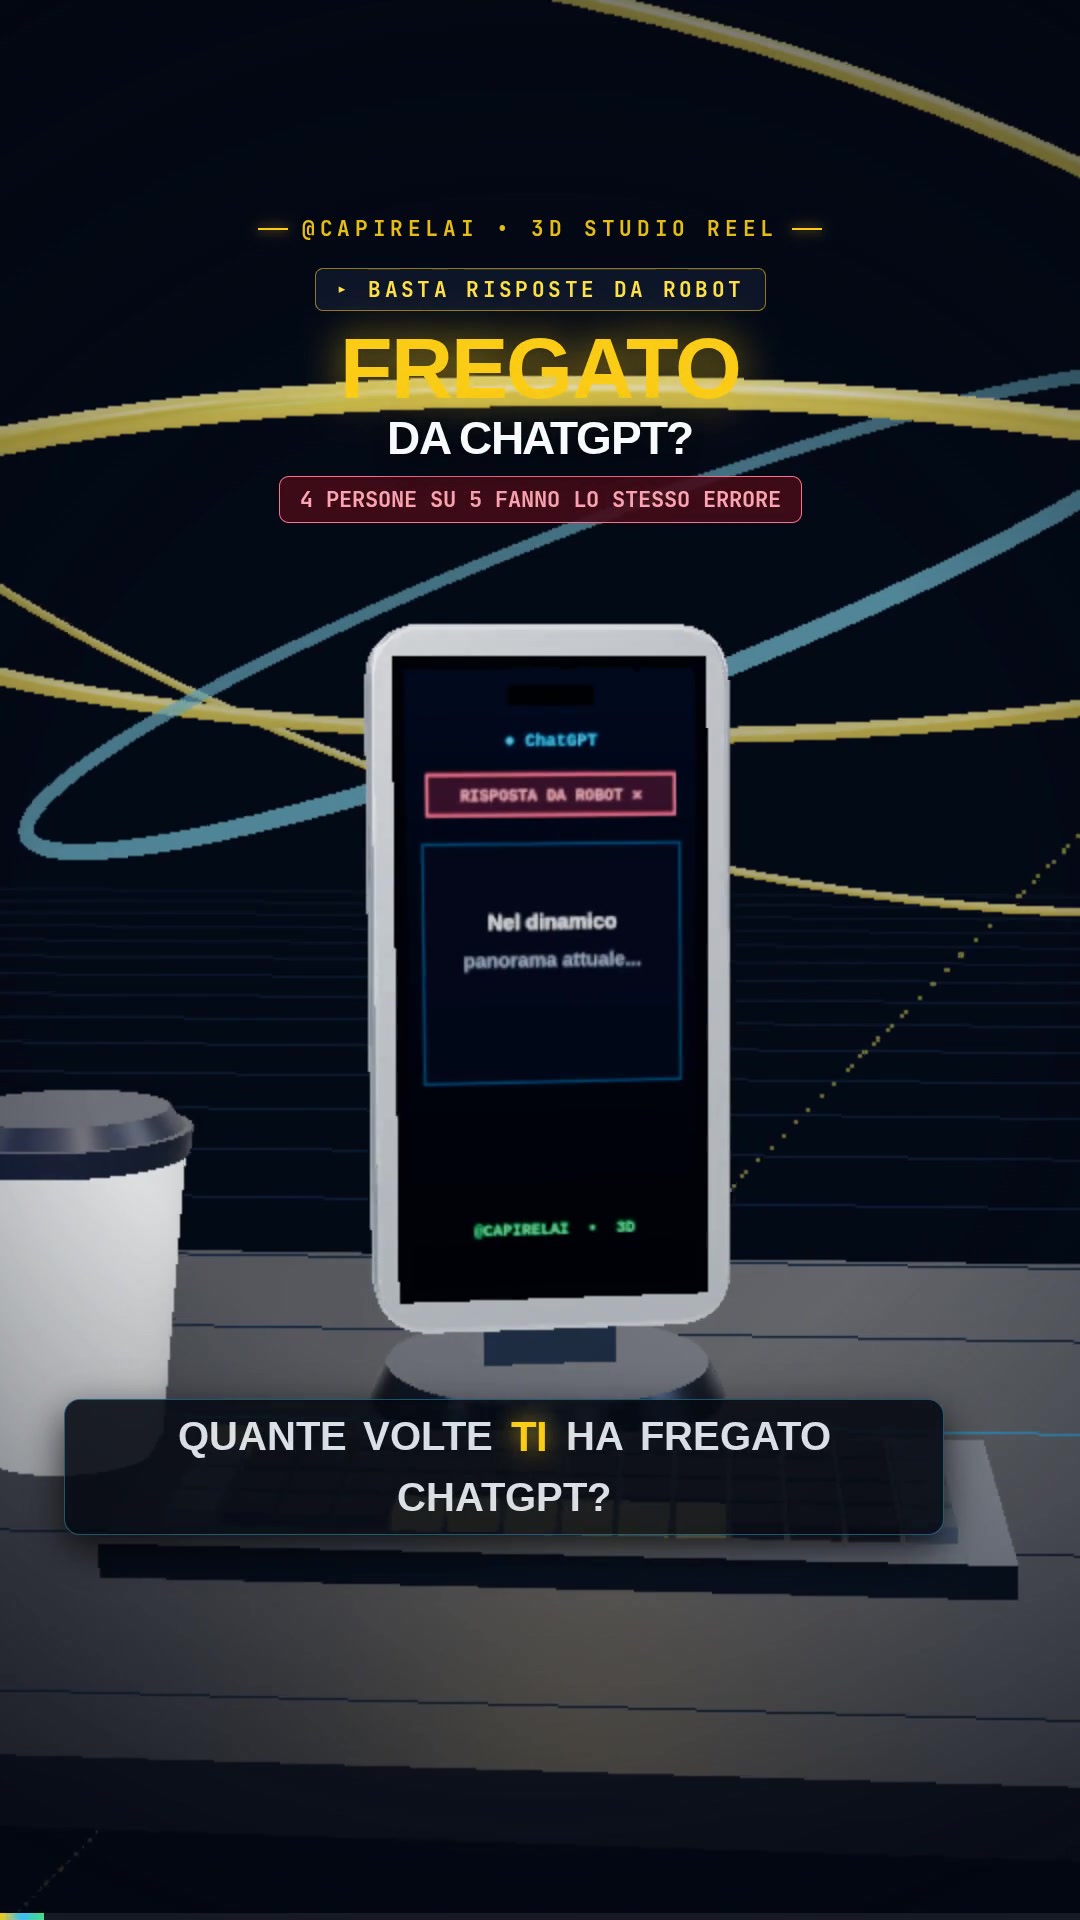 @CAPIRELAI • 3D STUDIO REEL
▸ BASTA RISPOSTE DA ROBOT
FREGATO
DA CHATGPT?
4 PERSONE SU 5 FANNO LO STESSO ERRORE
ChatGPT
RISPOSTA DA ROBOT ×
Nel dinamico
panorama attuale...
@CAPIRELAI • 3D
QUANTE VOLTE TI HA FREGATO
CHATGPT?